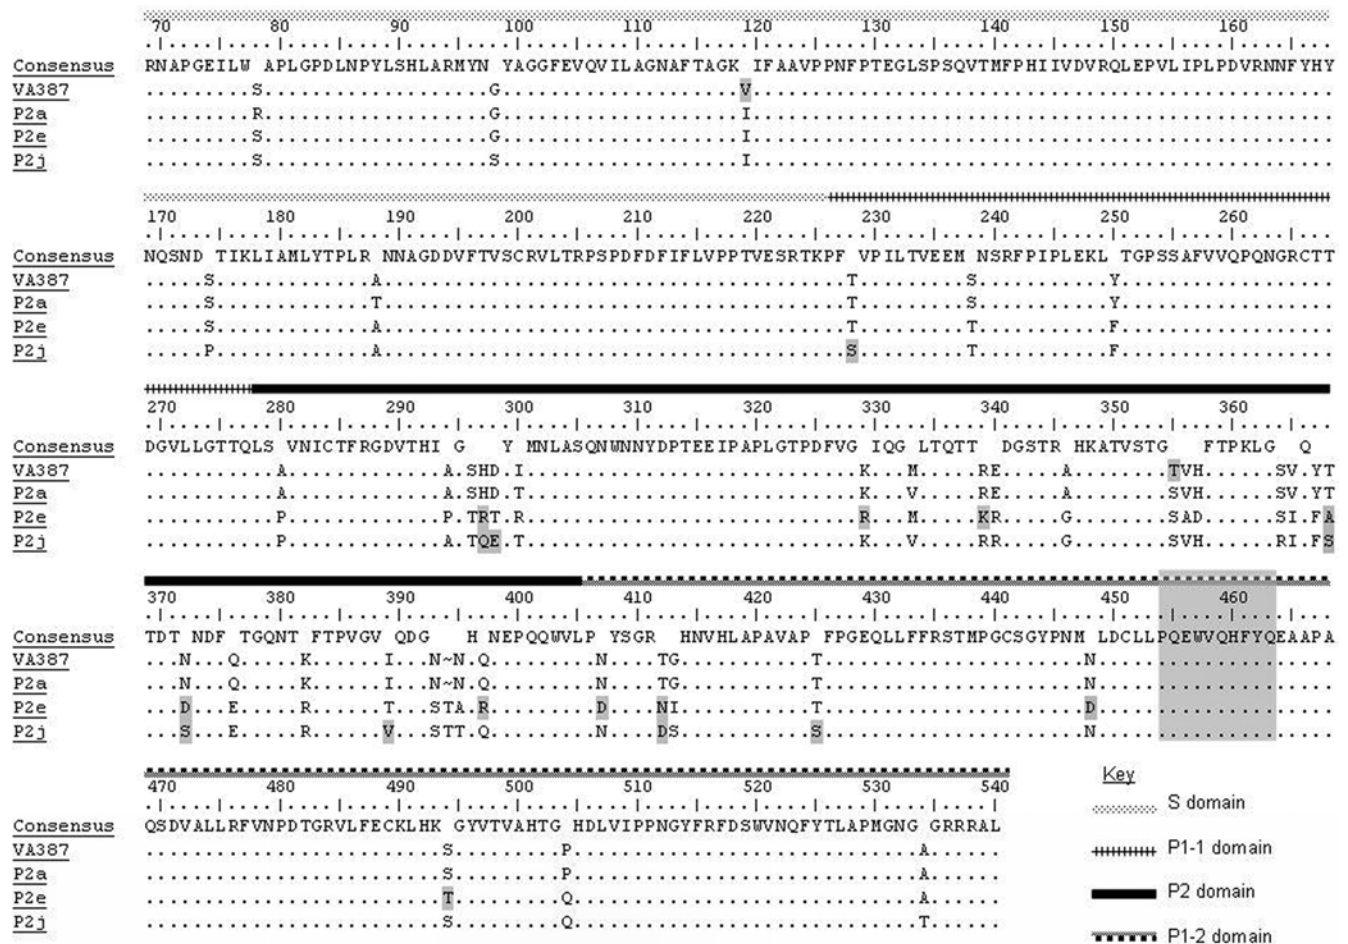 70 80 90 100 110 120 130 140 150 160
Consensus RNAPGEILW APLGPDLNPYLSHLARMYN YAGGFEVQVILAGNAFTAGK IFAAVPPNFPTEGLSPSQVTMFPHIIVDVRQLEPVLIPLPDVRNNFYHY
VA387 .........S...................G....................V.................................................
P2a .........R...................G....................I.................................................
P2e .........S...................G....................I.................................................
P2j .........S...................S....................I.................................................
170 180 190 200 210 220 230 240 250 260
Consensus NQSND TIKLIAMLYTPLR NNAGDDVFTVSCRVLTRPSPDFDFIFLVPPTVESRTKPF VPILTVEEM NSRFPIPLEKL TGPSSAFVVQPQNGRCTT
VA387 .....S.............A.......................................T.........S...........Y..................
P2a .....S.............T.......................................T.........S...........Y..................
P2e .....S.............A.......................................T.........T...........F..................
P2j .....P.............A.......................................S.........T...........F..................
270 280 290 300 310 320 330 340 350 360
Consensus DGVLLGTTQLS VNICTFRGDVTHI G   Y MNLASQNWNNYDPTEEIPAPLGTPDFVG IQG LTQTT  DGSTR HKATVSTG   FTPKLG  Q
VA387 ...........A.............A.SHD.I............................K...M.....RE.....A........TVH......SV.YT
P2a ...........A.............A.SHD.T............................K...V.....RE.....A........SVH......SV.YT
P2e ...........P.............P.TRT.R............................R...M.....KR.....G........SAD......SI.FA
P2j ...........P.............A.TQE.T............................K...V.....RR.....G........SVH......RI.FS
370 380 390 400 410 420 430 440 450 460
Consensus TDT NDF TGQNT FTPVGV QDG   H NEPQQWVLP YSGR  HNVHLAPAVAP FPGEQLLFFRSTMPGCSGYPNM LDCLLPQEWVQHFYQEAAPA
VA387 ...N...Q.....K......I...N~N.Q.........N....TG...........T......................N....................
P2a ...N...Q.....K......I...N~N.Q.........N....TG...........T......................N....................
P2e ...D...E.....R......T...STA.R.........D....NI...........T......................D....................
P2j ...S...E.....R......V...STT.Q.........N....DS...........S......................N....................
470 480 490 500 510 520 530 540
Consensus QSDVALLRFVNPDTGRVLFECKLHK GYVTVAHTG HDLVIPPNGYFRFDSWVNQFYTLAPMGNG GRRRAL
VA387 .........................S.........P.............................A......
P2a .........................S.........P.............................A......
P2e .........................T.........Q.............................A......
P2j .........................S.........Q.............................T......
Key
S domain
P1-1 domain
P2 domain
P1-2 domain